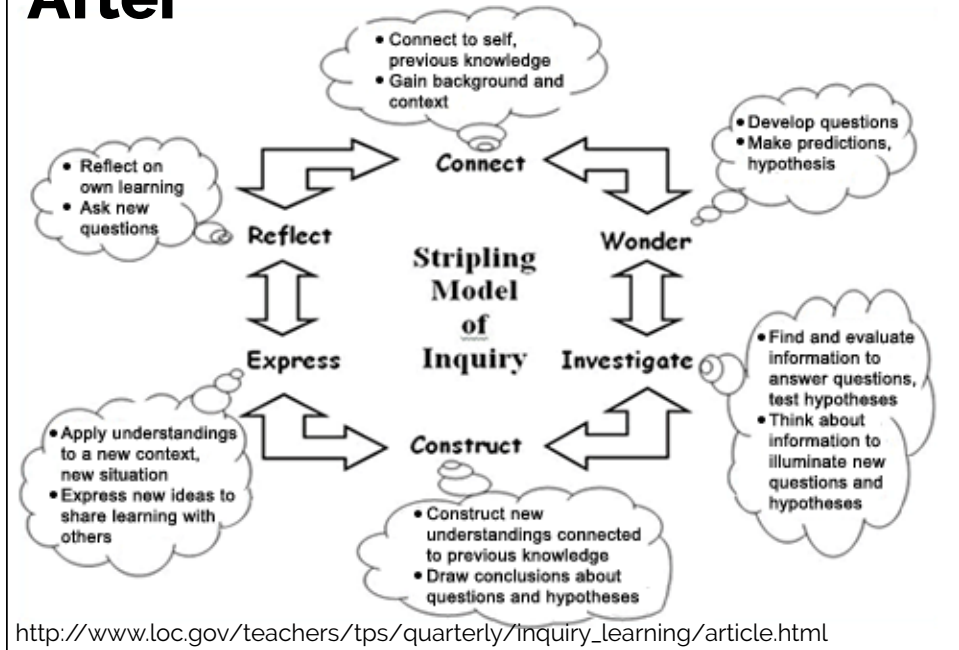 After
• Connect to self,
previous knowledge
• Gain background and
context
Connect
• Develop questions
• Make predictions,
hypothesis
Wonder
• Find and evaluate
information to
answer questions,
test hypotheses
• Think about
information to
illuminate new
questions and
hypotheses
Investigate
• Construct new
understandings connected
to previous knowledge
• Draw conclusions about
questions and hypotheses
Construct
• Apply understandings
to a new context,
new situation
• Express new ideas to
share learning with
others
Express
• Reflect on
own learning
• Ask new
questions
Reflect
Stripling
Model
of
Inquiry
http://www.loc.gov/teachers/tps/quarterly/inquiry_learning/article.html